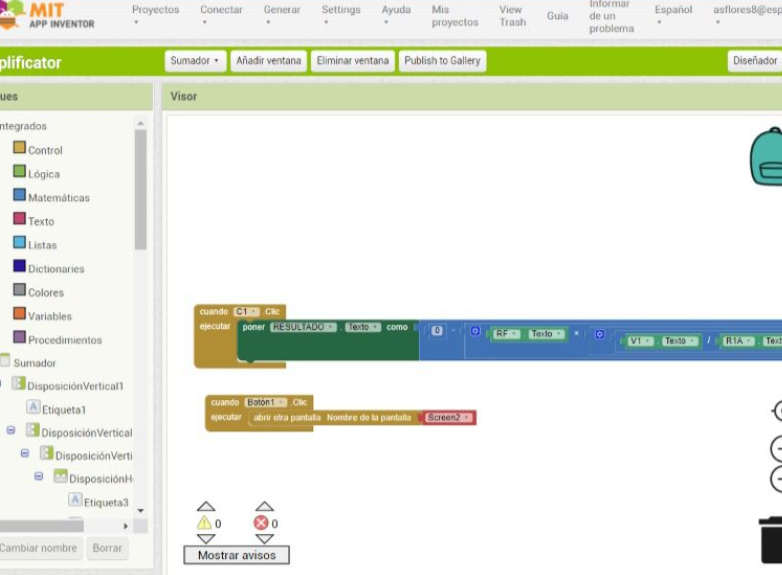 MIT
APP INVENTOR
Proyectos Conectar Generar Settings Ayuda Mis proyectos View Trash Guía Informar de un problema Español asflores8@esp
plificator
Sumador Añadir ventana Eliminar ventana Publish to Gallery Diseñador
ues
Visor
ntegrados
Control
Lógica
Matemáticas
Texto
Listas
Dictionaries
Colores
Variables
Procedimientos
Sumador
DisposiciónVertical1
Etiqueta1
DisposiciónVertical
DisposiciónVerti
DisposiciónH
Etiqueta3
Cambiar nombre Borrar
cuando C1 .Clic
ejecutar poner RESULTADO . Texto como 0 - RF . Texto × V1 . Texto / R1A . Text
cuando Botón1 .Clic
ejecutar abrir otra pantalla Nombre de la pantalla Screen2
0 0
Mostrar avisos